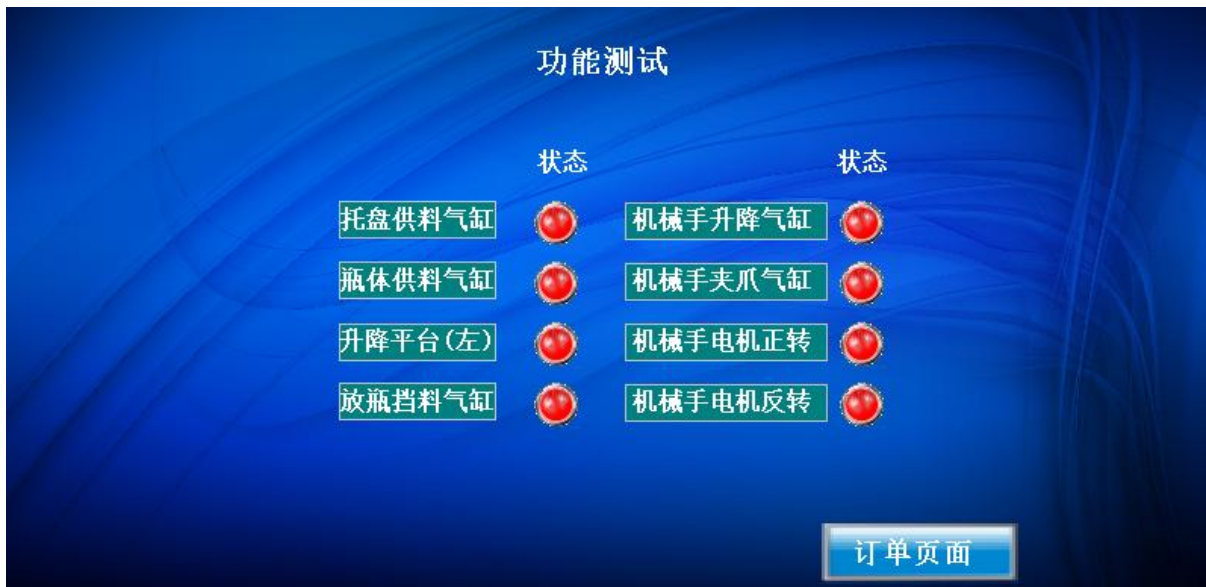 功能测试
状态 状态
托盘供料气缸 机械手升降气缸
瓶体供料气缸 机械手夹爪气缸
升降平台(左) 机械手电机正转
放瓶挡料气缸 机械手电机反转
订单页面